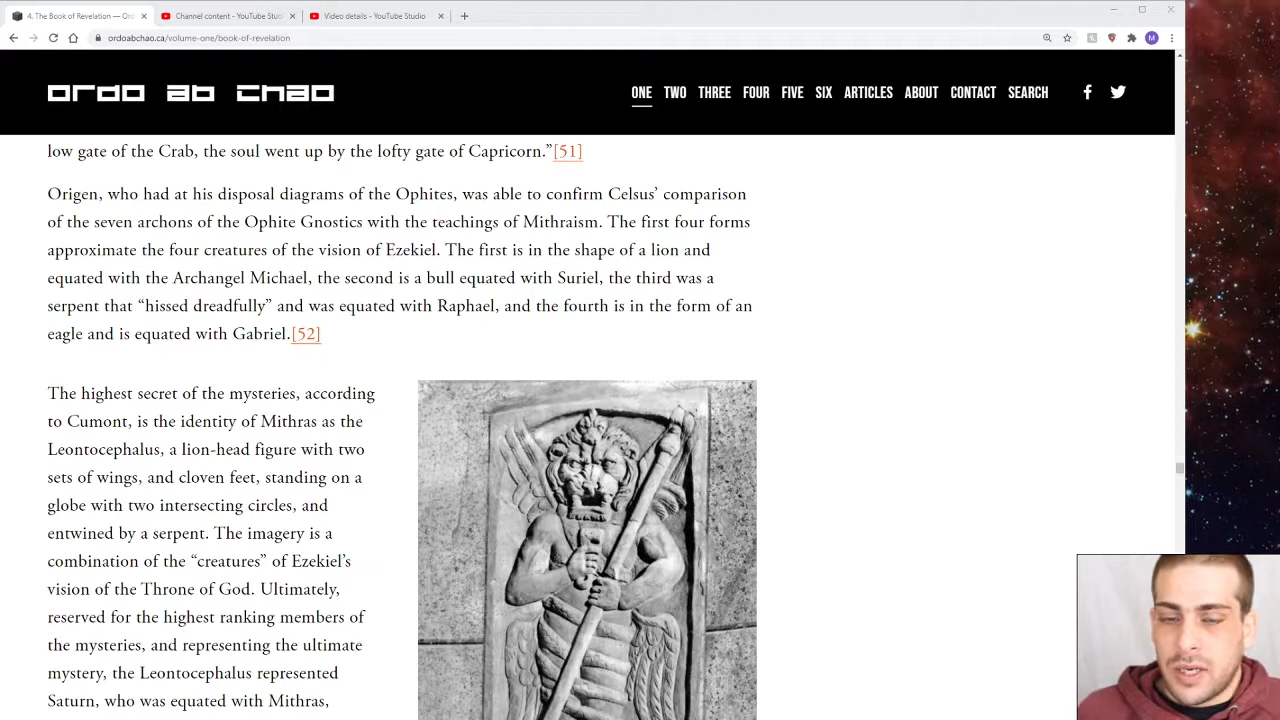 4. The Book of Revelation — Ord
Channel content - YouTube Stud
Video details - YouTube Studio
ordoabchao.ca/volume-one/book-of-revelation
M
ordo ab chao
ONE TWO THREE FOUR FIVE SIX ARTICLES ABOUT CONTACT SEARCH
low gate of the Crab, the soul went up by the lofty gate of Capricorn.”[51]
Origen, who had at his disposal diagrams of the Ophites, was able to confirm Celsus’ comparison
of the seven archons of the Ophite Gnostics with the teachings of Mithraism. The first four forms
approximate the four creatures of the vision of Ezekiel. The first is in the shape of a lion and
equated with the Archangel Michael, the second is a bull equated with Suriel, the third was a
serpent that “hissed dreadfully” and was equated with Raphael, and the fourth is in the form of an
eagle and is equated with Gabriel.[52]
The highest secret of the mysteries, according
to Cumont, is the identity of Mithras as the
Leontocephalus, a lion-head figure with two
sets of wings, and cloven feet, standing on a
globe with two intersecting circles, and
entwined by a serpent. The imagery is a
combination of the “creatures” of Ezekiel’s
vision of the Throne of God. Ultimately,
reserved for the highest ranking members of
the mysteries, and representing the ultimate
mystery, the Leontocephalus represented
Saturn, who was equated with Mithras,